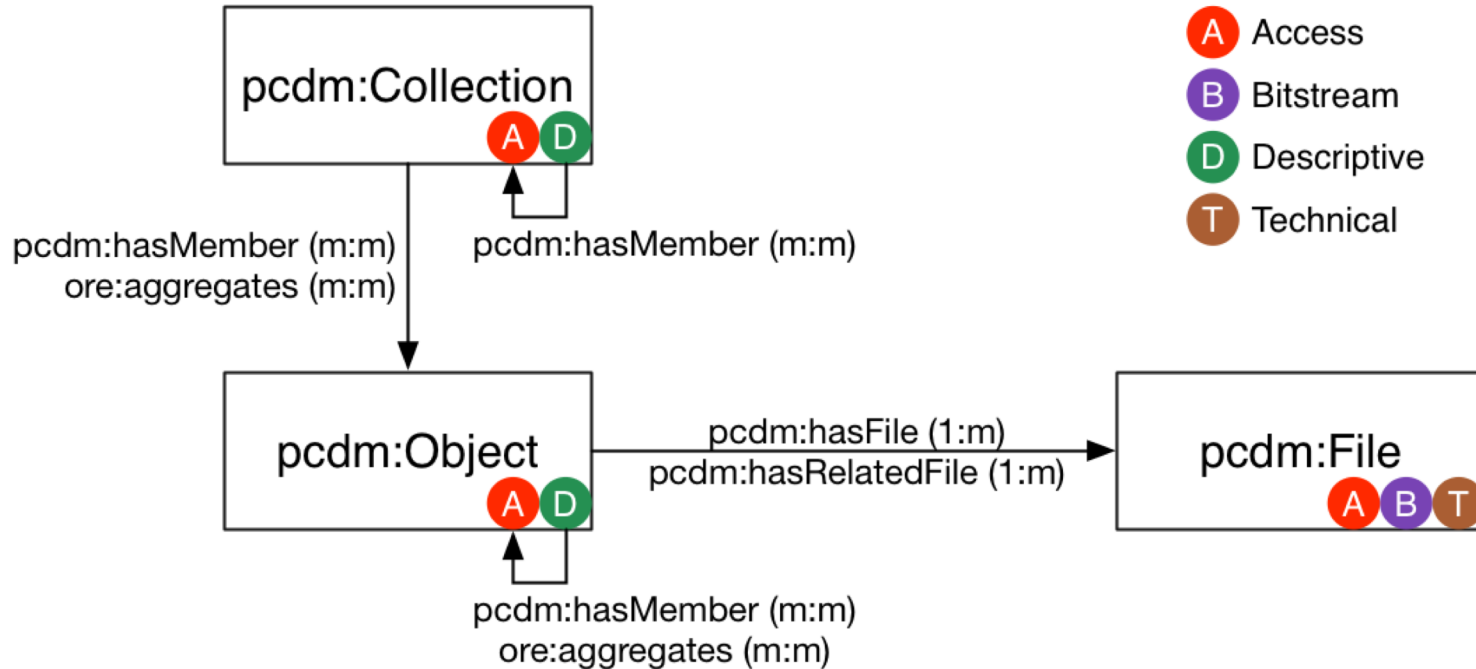 pcdm:Collection
A D
pcdm:hasMember (m:m)
ore:aggregates (m:m)
pcdm:hasMember (m:m)
A Access
B Bitstream
D Descriptive
T Technical
pcdm:Object
A D
pcdm:hasFile (1:m)
pcdm:hasRelatedFile (1:m)
pcdm:File
A B T
pcdm:hasMember (m:m)
ore:aggregates (m:m)